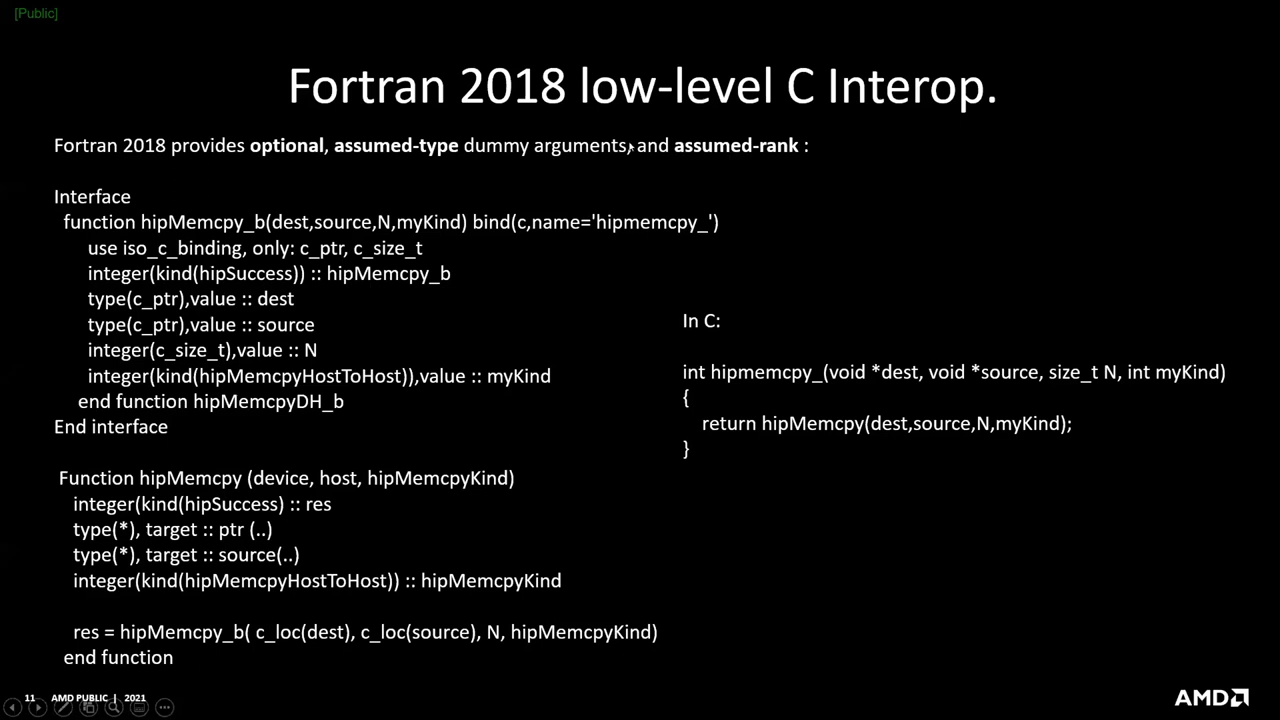 [Public]
Fortran 2018 low-level C Interop.
Fortran 2018 provides optional, assumed-type dummy arguments, and assumed-rank :
Interface
function hipMemcpy_b(dest,source,N,myKind) bind(c,name='hipmemcpy_')
use iso_c_binding, only: c_ptr, c_size_t
integer(kind(hipSuccess)) :: hipMemcpy_b
type(c_ptr),value :: dest
type(c_ptr),value :: source
integer(c_size_t),value :: N
integer(kind(hipMemcpyHostToHost)),value :: myKind
end function hipMemcpyDH_b
End interface
Function hipMemcpy (device, host, hipMemcpyKind)
integer(kind(hipSuccess) :: res
type(*), target :: ptr (..)
type(*), target :: source(..)
integer(kind(hipMemcpyHostToHost)) :: hipMemcpyKind
res = hipMemcpy_b( c_loc(dest), c_loc(source), N, hipMemcpyKind)
end function
In C:
int hipmemcpy_(void *dest, void *source, size_t N, int myKind)
{
return hipMemcpy(dest,source,N,myKind);
}
11 AMD PUBLIC | 2021
AMD